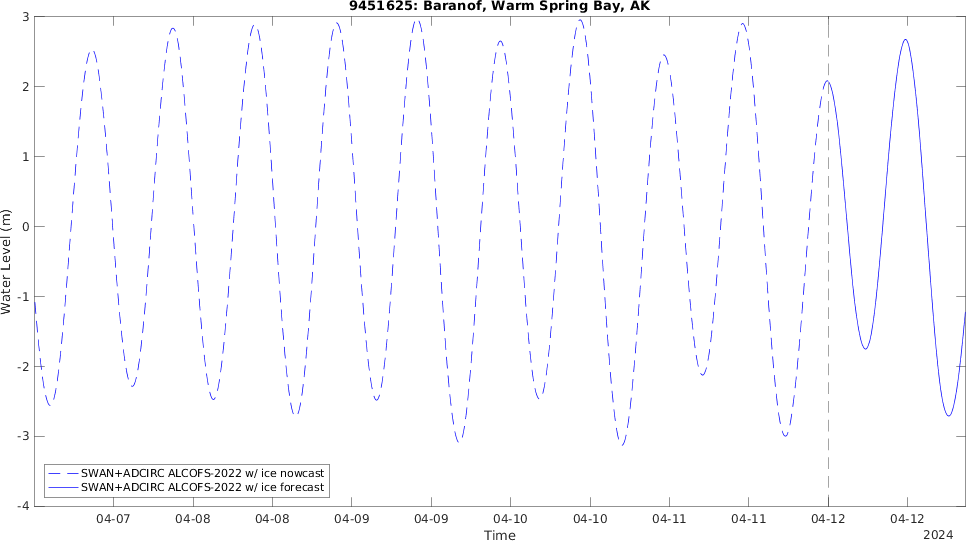 9451625: Baranof, Warm Spring Bay, AK
3
2
1
0
-1
-2
-3
-4
Water Level (m)
SWAN+ADCIRC ALCOFS-2022 w/ ice nowcast
SWAN+ADCIRC ALCOFS-2022 w/ ice forecast
04-07 04-08 04-08 04-09 04-09 04-10 04-10 04-11 04-11 04-12 04-12
Time
2024